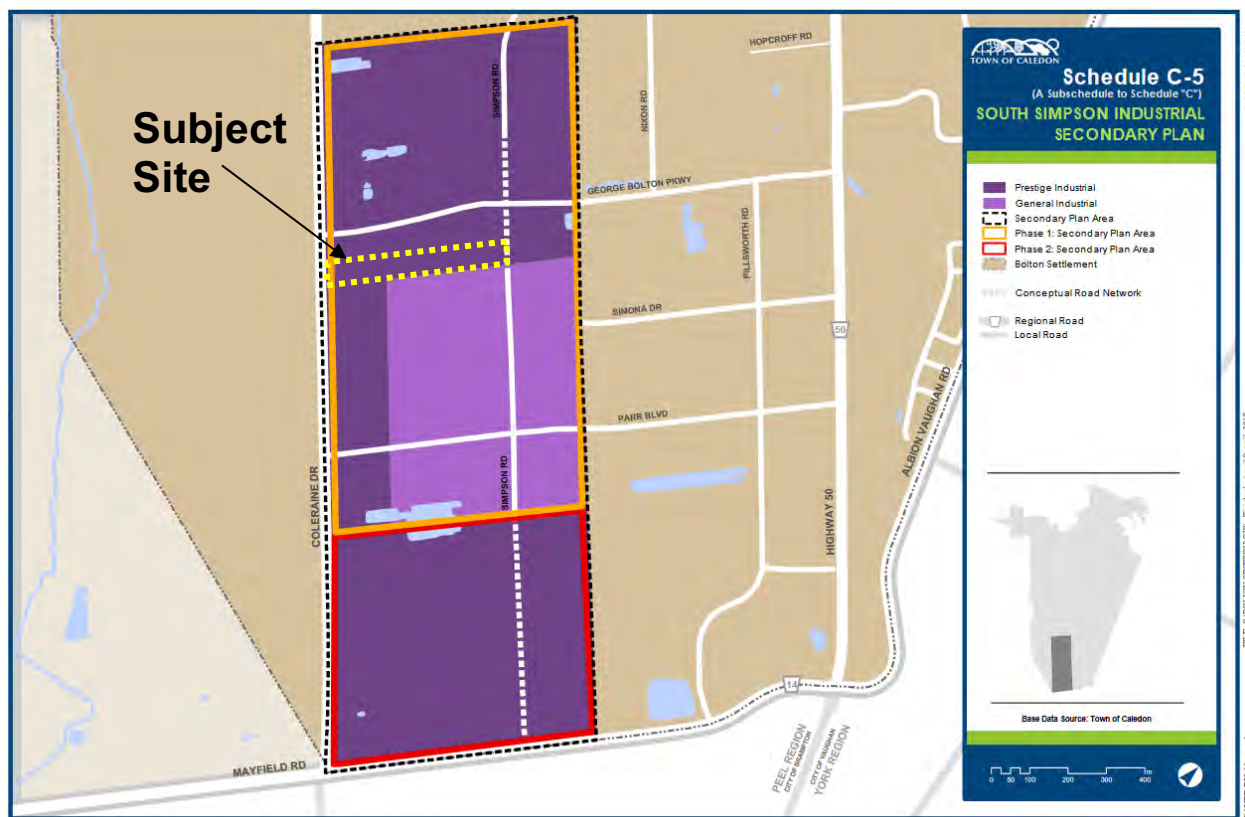 Subject
Site
HOPCROFF RD
NIXON RD
SIMPSON RD
GEORGE BOLTON PKWY
PILLSWORTH RD
SIMONA DR
50
PARR BLVD
ALBION VAUGHAN RD
COLERAINE DR
SIMPSON RD
HIGHWAY 50
14
MAYFIELD RD
PEEL REGION
CITY OF BRAMPTON
CITY OF VAUGHAN
YORK REGION
TOWN OF CALEDON
Schedule C-5
(A Subschedule to Schedule "C")
SOUTH SIMPSON INDUSTRIAL
SECONDARY PLAN
Prestige Industrial
General Industrial
Secondary Plan Area
Phase 1: Secondary Plan Area
Phase 2: Secondary Plan Area
Bolton Settlement
Conceptual Road Network
Regional Road
Local Road
Base Data Source: Town of Caledon
m
0 50 100 200 300 400